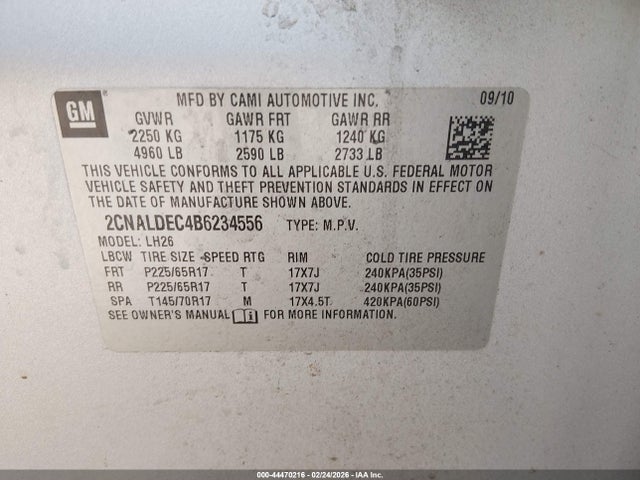 GM
MFD BY CAMI AUTOMOTIVE INC. 09/10
GVWR GAWR FRT GAWR RR
2250 KG 1175 KG 1240 KG
4960 LB 2590 LB 2733 LB
THIS VEHICLE CONFORMS TO ALL APPLICABLE U.S. FEDERAL MOTOR
VEHICLE SAFETY AND THEFT PREVENTION STANDARDS IN EFFECT ON
THE DATE OF MANUFACTURE SHOWN ABOVE.
2CNALDEC4B6234556 TYPE: M.P.V.
MODEL: LH26
LBCW TIRE SIZE -SPEED RTG RIM COLD TIRE PRESSURE
FRT P225/65R17 T 17X7J 240KPA(35PSI)
RR P225/65R17 T 17X7J 240KPA(35PSI)
SPA T145/70R17 M 17X4.5T 420KPA(60PSI)
SEE OWNER'S MANUAL FOR MORE INFORMATION.
000-44470216 - 02/24/2026 - IAA Inc.